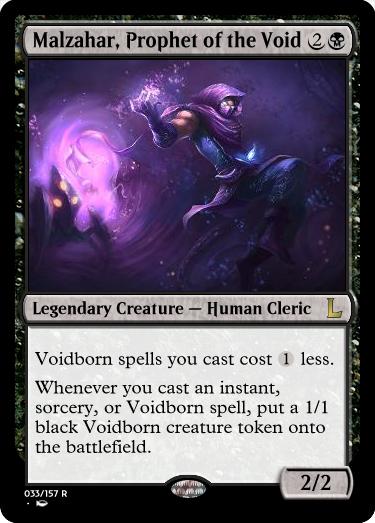 Malzahar, Prophet of the Void 2
Legendary Creature — Human Cleric L
Voidborn spells you cast cost 1 less.
Whenever you cast an instant,
sorcery, or Voidborn spell, put a 1/1
black Voidborn creature token onto
the battlefield.
033/157 R
2/2